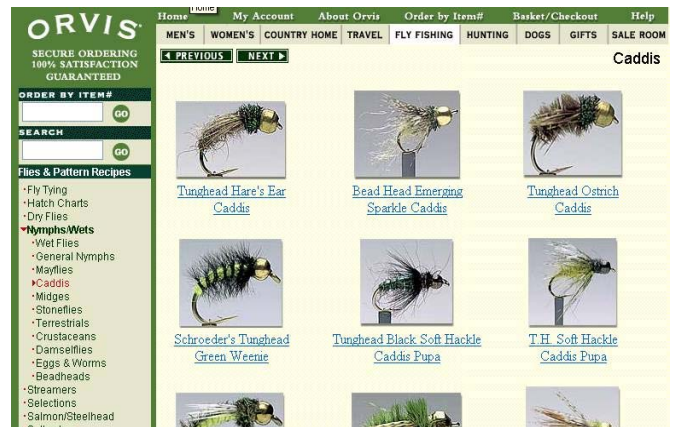 ORVIS
SECURE ORDERING
100% SATISFACTION
GUARANTEED
Home
Home My Account About Orvis Order by Item# Basket/Checkout Help
MEN'S WOMEN'S COUNTRY HOME TRAVEL FLY FISHING HUNTING DOGS GIFTS SALE ROOM
PREVIOUS NEXT
Caddis
ORDER BY ITEM#
GO
SEARCH
GO
Flies & Pattern Recipes
Fly Tying
Hatch Charts
Dry Flies
Nymphs/Wets
Wet Flies
General Nymphs
Mayflies
Caddis
Midges
Stoneflies
Terrestrials
Crustaceans
Damselflies
Eggs & Worms
Beadheads
Streamers
Selections
Salmon/Steelhead
Tunghead Hare's Ear
Caddis
Bead Head Emerging
Sparkle Caddis
Tunghead Ostrich
Caddis
Schroeder's Tunghead
Green Weenie
Tunghead Black Soft Hackle
Caddis Pupa
T.H. Soft Hackle
Caddis Pupa